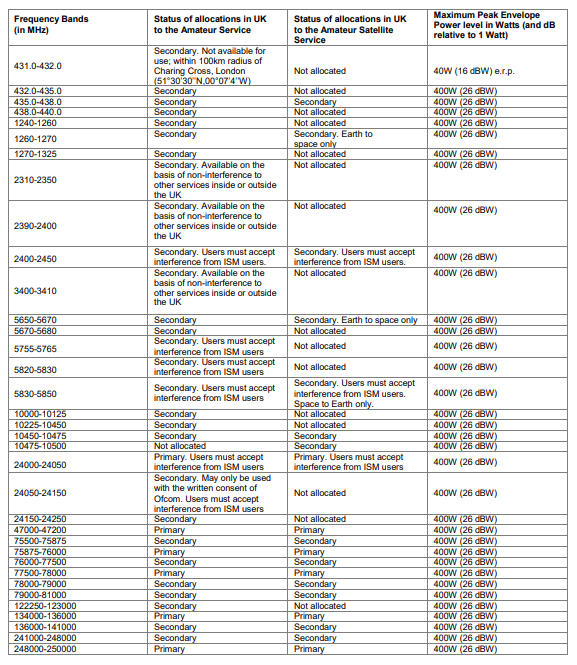 Frequency Bands (in MHz) | Status of allocations in UK to the Amateur Service | Status of allocations in UK to the Amateur Satellite Service | Maximum Peak Envelope Power level in Watts (and dB relative to 1 Watt)
431.0-432.0 | Secondary. Not available for use; within 100km radius of Charing Cross, London (51°30'30"N,00°07'4"W) | Not allocated | 40W (16 dBW) e.r.p.
432.0-435.0 | Secondary | Not allocated | 400W (26 dBW)
435.0-438.0 | Secondary | Secondary | 400W (26 dBW)
438.0-440.0 | Secondary | Not allocated | 400W (26 dBW)
1240-1260 | Secondary | Not allocated | 400W (26 dBW)
1260-1270 | Secondary | Secondary. Earth to space only | 400W (26 dBW)
1270-1325 | Secondary | Not allocated | 400W (26 dBW)
2310-2350 | Secondary. Available on the basis of non-interference to other services inside or outside the UK | Not allocated | 400W (26 dBW)
2390-2400 | Secondary. Available on the basis of non-interference to other services inside or outside the UK | Not allocated | 400W (26 dBW)
2400-2450 | Secondary. Users must accept interference from ISM users. | Secondary. Users must accept interference from ISM users. | 400W (26 dBW)
3400-3410 | Secondary. Available on the basis of non-interference to other services inside or outside the UK | Not allocated | 400W (26 dBW)
5650-5670 | Secondary | Secondary. Earth to space only | 400W (26 dBW)
5670-5680 | Secondary | Not allocated | 400W (26 dBW)
5755-5765 | Secondary. Users must accept interference from ISM users | Not allocated | 400W (26 dBW)
5820-5830 | Secondary. Users must accept interference from ISM users | Not allocated | 400W (26 dBW)
5830-5850 | Secondary. Users must accept interference from ISM users | Secondary. Users must accept interference from ISM users. Space to Earth only. | 400W (26 dBW)
10000-10125 | Secondary | Not allocated | 400W (26 dBW)
10225-10450 | Secondary | Not allocated | 400W (26 dBW)
10450-10475 | Secondary | Secondary | 400W (26 dBW)
10475-10500 | Not allocated | Secondary | 400W (26 dBW)
24000-24050 | Primary. Users must accept interference from ISM users | Primary. Users must accept interference from ISM users | 400W (26 dBW)
24050-24150 | Secondary. May only be used with the written consent of Ofcom. Users must accept interference from ISM users | Not allocated | 400W (26 dBW)
24150-24250 | Secondary | Not allocated | 400W (26 dBW)
47000-47200 | Primary | Primary | 400W (26 dBW)
75500-75875 | Secondary | Secondary | 400W (26 dBW)
75875-76000 | Primary | Primary | 400W (26 dBW)
76000-77500 | Secondary | Secondary | 400W (26 dBW)
77500-78000 | Primary | Primary | 400W (26 dBW)
78000-79000 | Secondary | Secondary | 400W (26 dBW)
79000-81000 | Secondary | Secondary | 400W (26 dBW)
122250-123000 | Secondary | Not allocated | 400W (26 dBW)
134000-136000 | Primary | Primary | 400W (26 dBW)
136000-141000 | Secondary | Secondary | 400W (26 dBW)
241000-248000 | Secondary | Secondary | 400W (26 dBW)
248000-250000 | Primary | Primary | 400W (26 dBW)